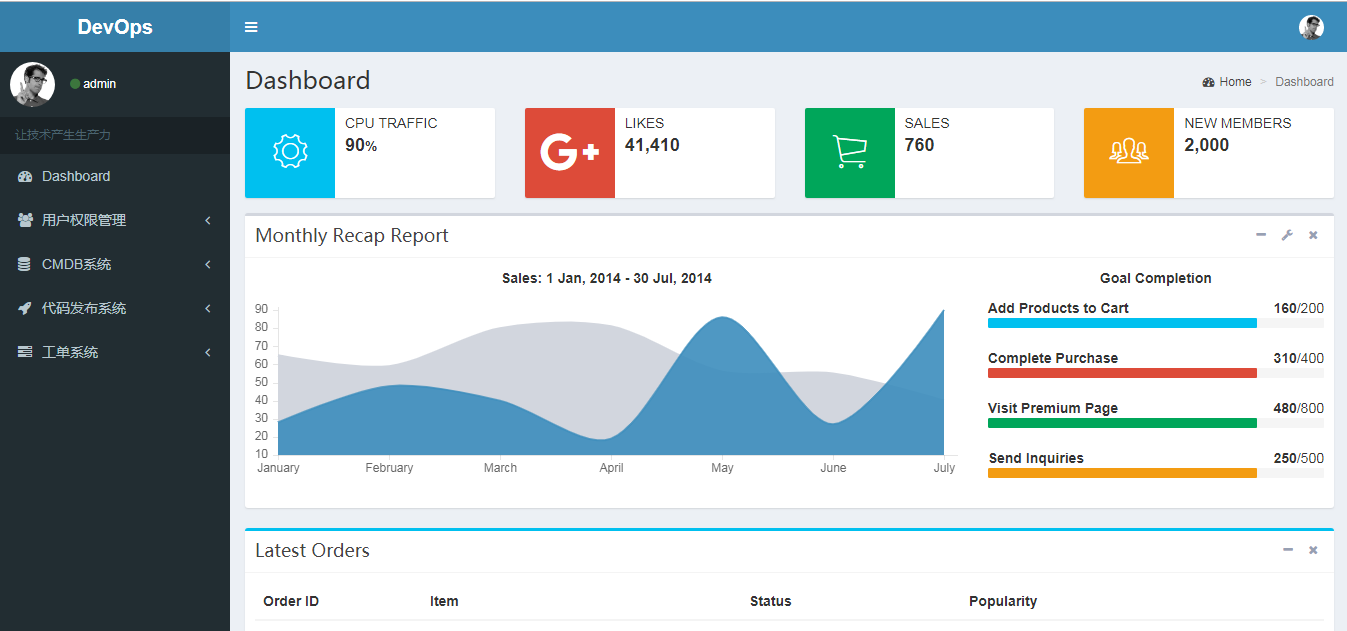 DevOps
admin
让技术产生生产力
Dashboard
用户权限管理
CMDB系统
代码发布系统
工单系统
Dashboard
Home > Dashboard
CPU TRAFFIC
90%
G+
LIKES
41,410
SALES
760
NEW MEMBERS
2,000
Monthly Recap Report
Sales: 1 Jan, 2014 - 30 Jul, 2014
90
80
70
60
50
40
30
20
10
January February March April May June July
Goal Completion
Add Products to Cart 160/200
Complete Purchase 310/400
Visit Premium Page 480/800
Send Inquiries 250/500
Latest Orders
Order ID Item Status Popularity